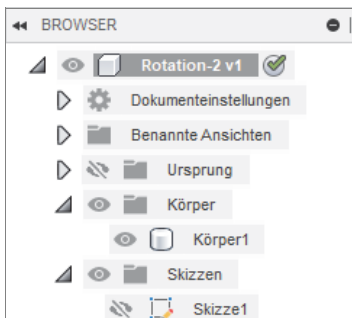 BROWSER
Rotation-2 v1
Dokumenteinstellungen
Benannte Ansichten
Ursprung
Körper
Körper1
Skizzen
Skizze1